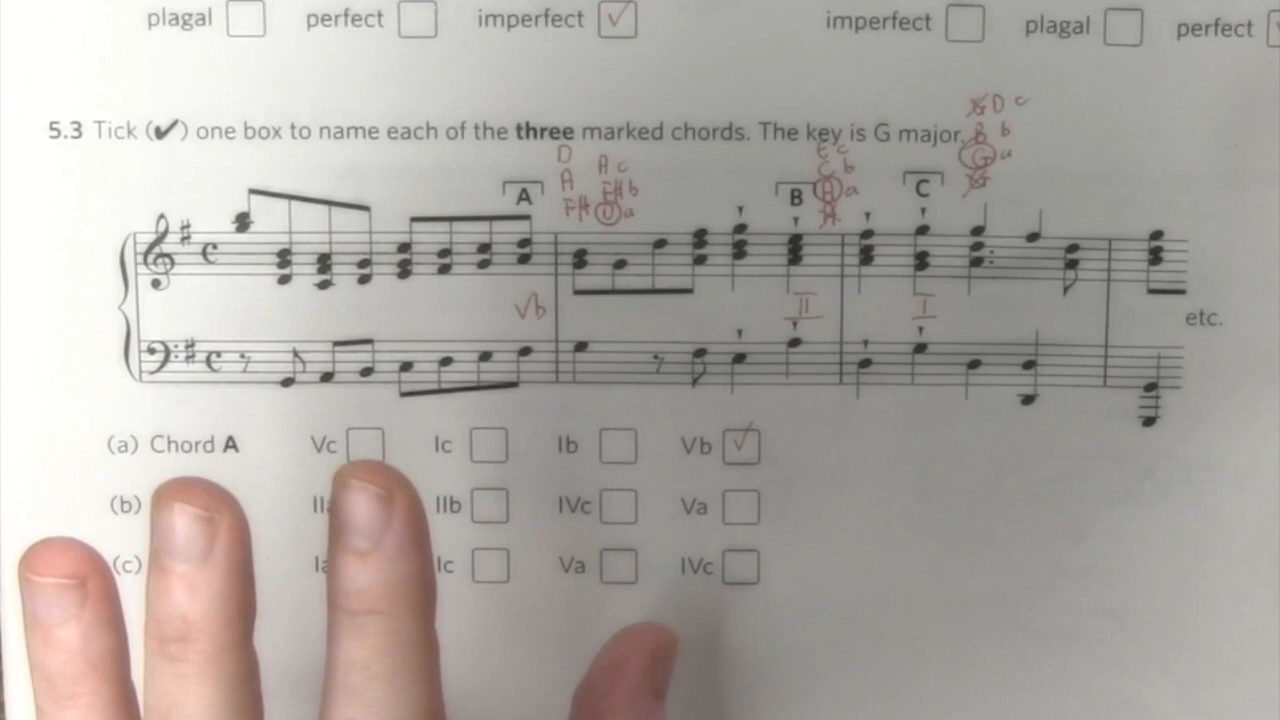 plagal perfect imperfect ✓ imperfect plagal perfect
5.3 Tick (✔) one box to name each of the three marked chords. The key is G major.
G D c
B b
G a
G
D
A
F#
A c
F# b
D a
E c
C b
A a
A
A B C
Vb II I
etc.
(a) Chord A Vc Ic Ib Vb ✓
(b) IIb IVc Va
(c) Ic Va IVc